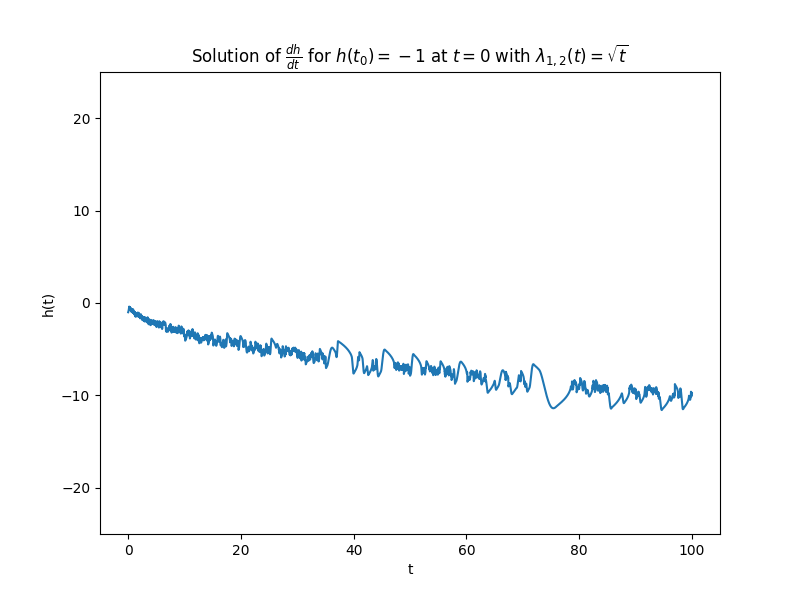 Solution of $\frac{dh}{dt}$ for $h(t_0) = -1$ at $t = 0$ with $\lambda_{1,2}(t) = \sqrt{t}$
20
10
0
−10
−20
h(t)
0 20 40 60 80 100
t